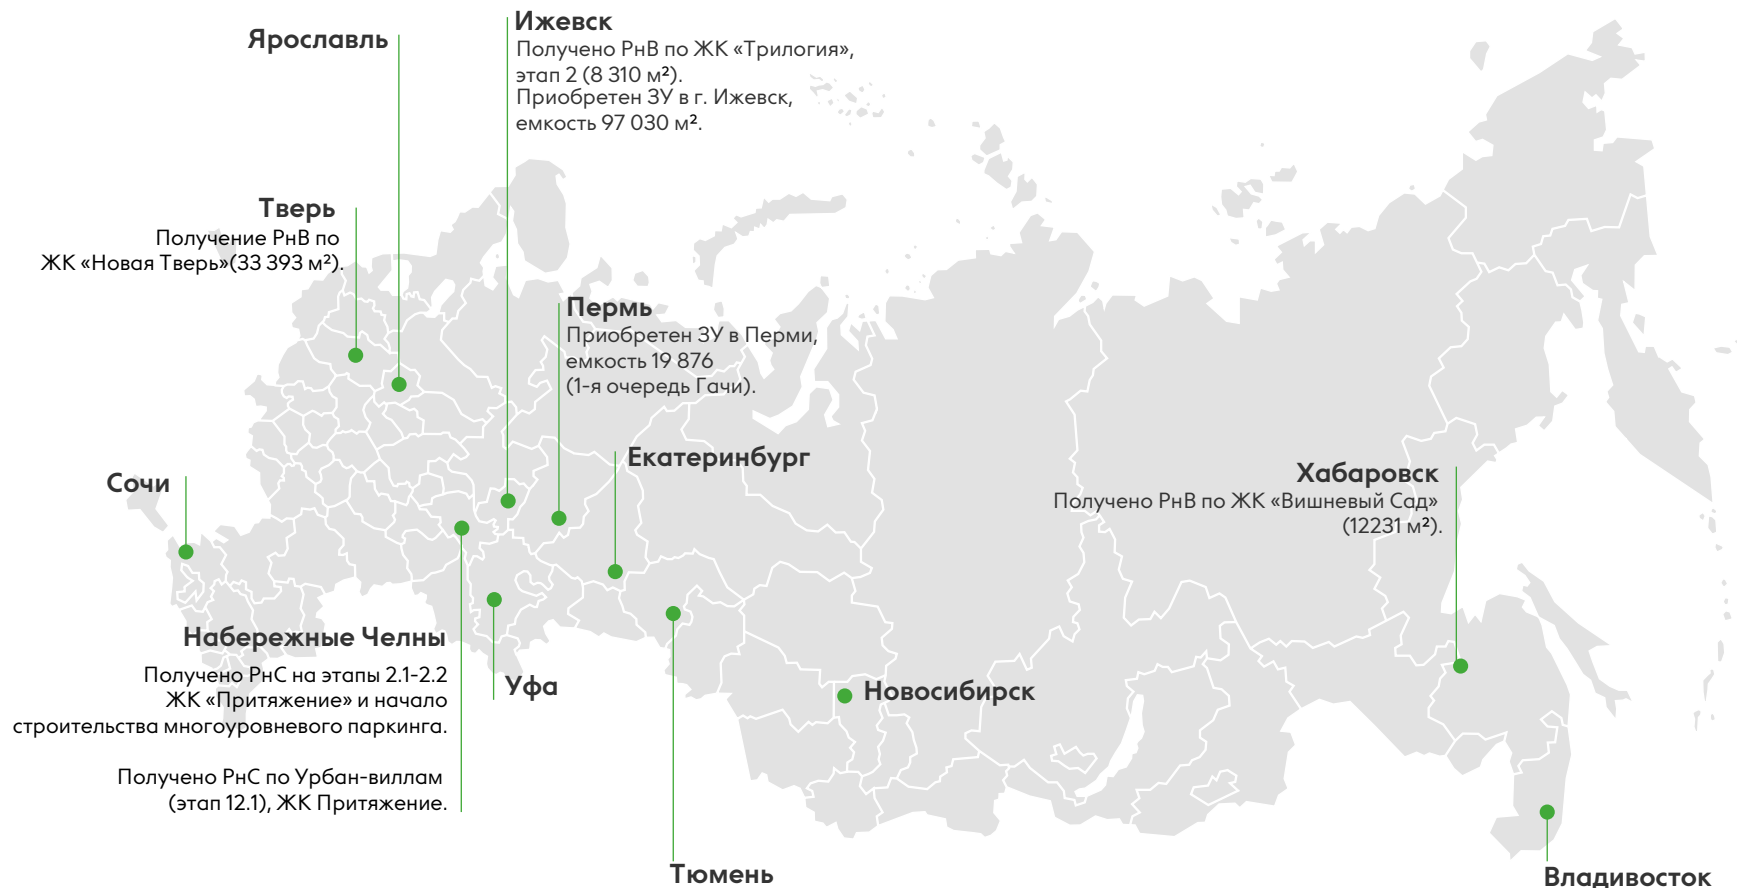 Ярославль
Ижевск
Получено РнВ по ЖК «Трилогия»,
этап 2 (8 310 м²).
Приобретен ЗУ в г. Ижевск,
емкость 97 030 м².
Тверь
Получение РнВ по
ЖК «Новая Тверь»(33 393 м²).
Пермь
Приобретен ЗУ в Перми,
емкость 19 876
(1-я очередь Гачи).
Екатеринбург
Сочи
Хабаровск
Получено РнВ по ЖК «Вишневый Сад»
(12231 м²).
Набережные Челны
Получено РнС на этапы 2.1-2.2
ЖК «Притяжение» и начало
строительства многоуровневого паркинга.
Получено РнС по Урбан-виллам
(этап 12.1), ЖК Притяжение.
Уфа
Новосибирск
Тюмень
Владивосток